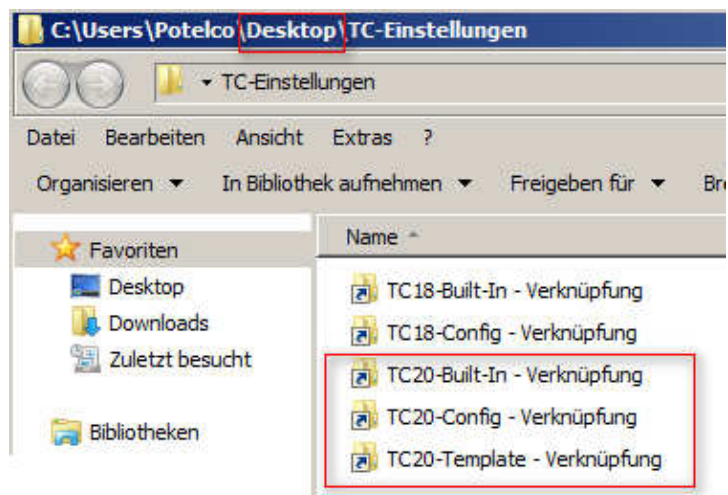 C:\Users\Potelco\Desktop\TC-Einstellungen
TC-Einstellungen
Datei Bearbeiten Ansicht Extras ?
Organisieren In Bibliothek aufnehmen Freigeben für Bre
Name
Favoriten
Desktop
Downloads
Zuletzt besucht
Bibliotheken
TC18-Built-In - Verknüpfung
TC18-Config - Verknüpfung
TC20-Built-In - Verknüpfung
TC20-Config - Verknüpfung
TC20-Template - Verknüpfung